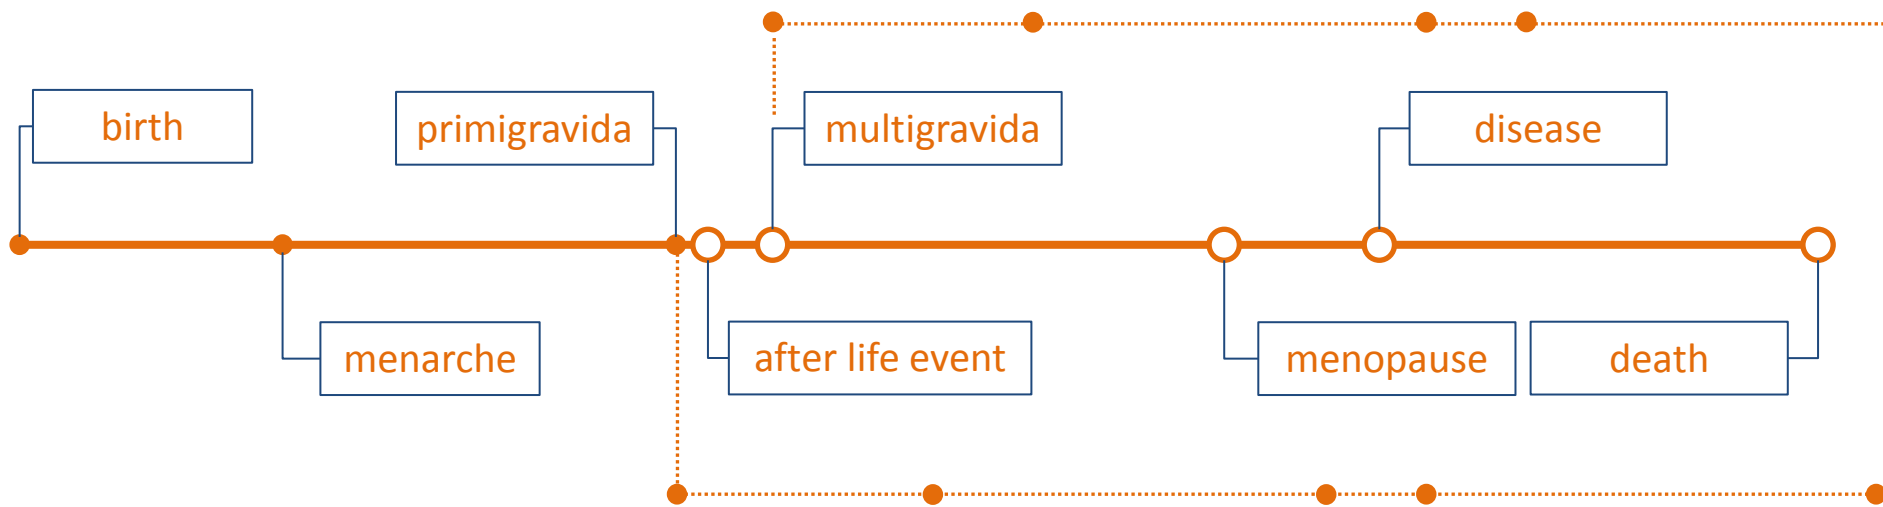 birth
primigravida
multigravida
disease
menarche
after life event
menopause
death